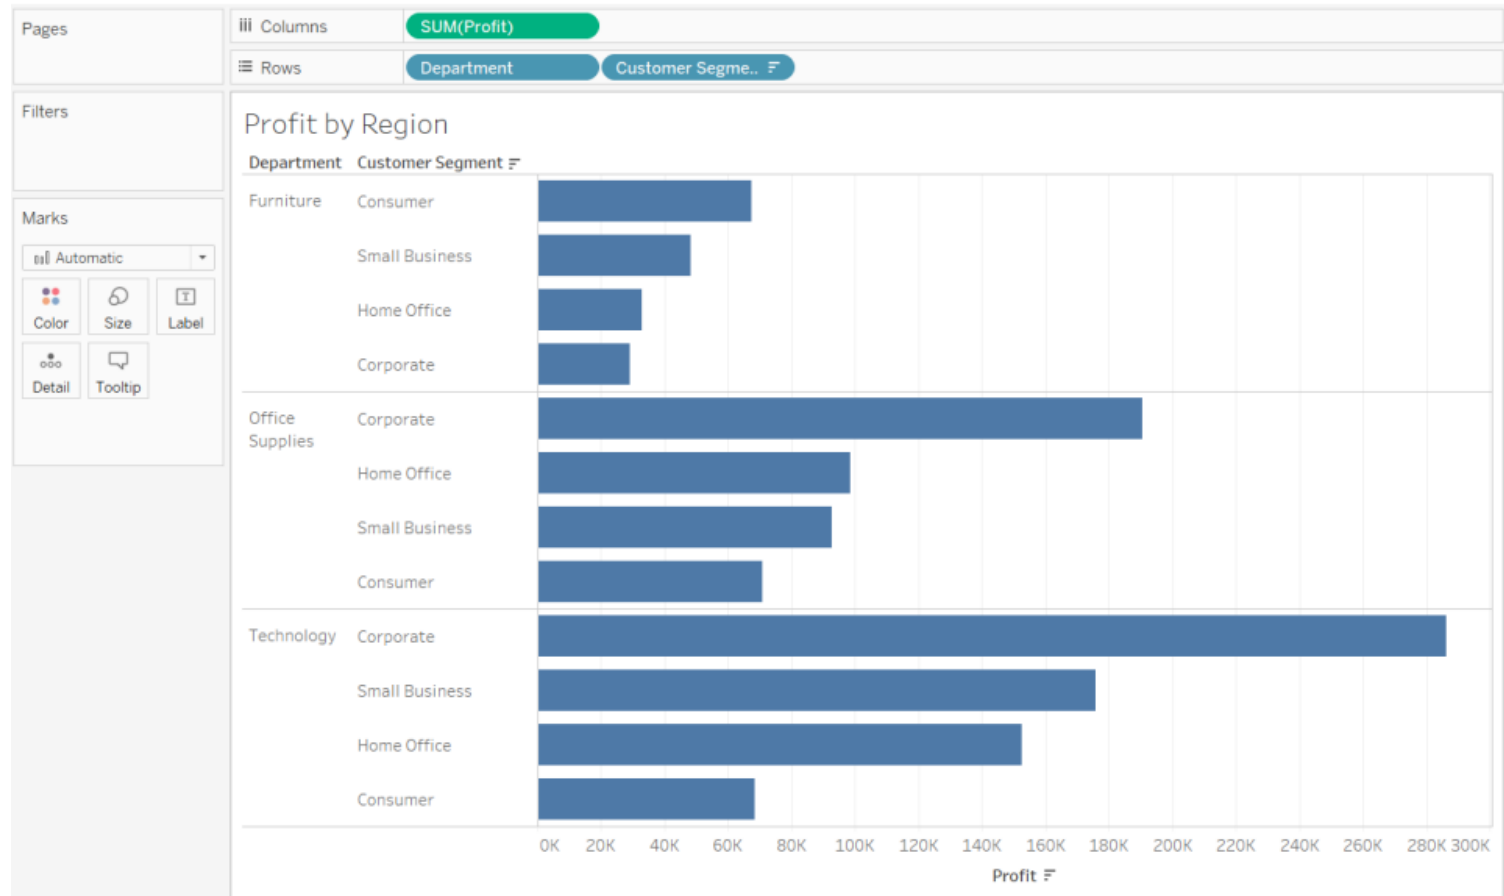 Pages
Columns SUM(Profit)
Rows Department Customer Segme..
Filters
Marks
Automatic
Color Size Label
Detail Tooltip
Profit by Region
Department Customer Segment
Furniture Consumer
Small Business
Home Office
Corporate
Office Corporate
Supplies
Home Office
Small Business
Consumer
Technology Corporate
Small Business
Home Office
Consumer
0K 20K 40K 60K 80K 100K 120K 140K 160K 180K 200K 220K 240K 260K 280K 300K
Profit